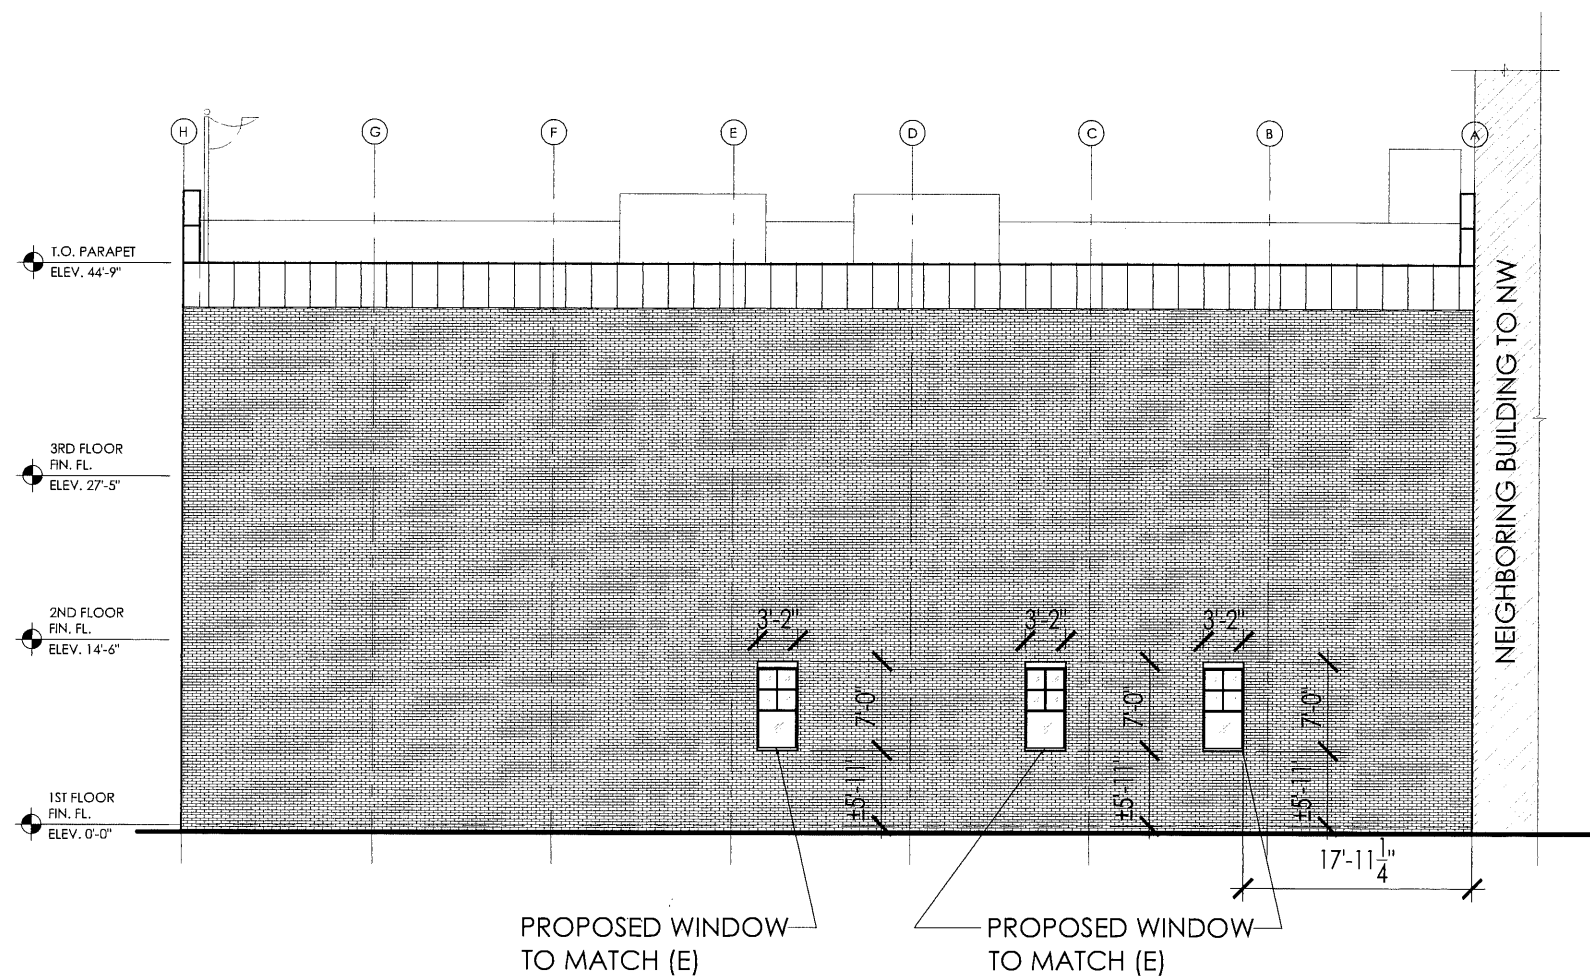 H G F E D C B A
T.O. PARAPET
ELEV. 44'-9"
3RD FLOOR
FIN. FL.
ELEV. 27'-5"
2ND FLOOR
FIN. FL.
ELEV. 14'-6"
1ST FLOOR
FIN. FL.
ELEV. 0'-0"
3'-2" 3'-2" 3'-2"
7'-0" 7'-0" 7'-0"
±5'-11" ±5'-11" ±5'-11"
17'-11 1/4"
NEIGHBORING BUILDING TO NW
PROPOSED WINDOW
TO MATCH (E)
PROPOSED WINDOW
TO MATCH (E)